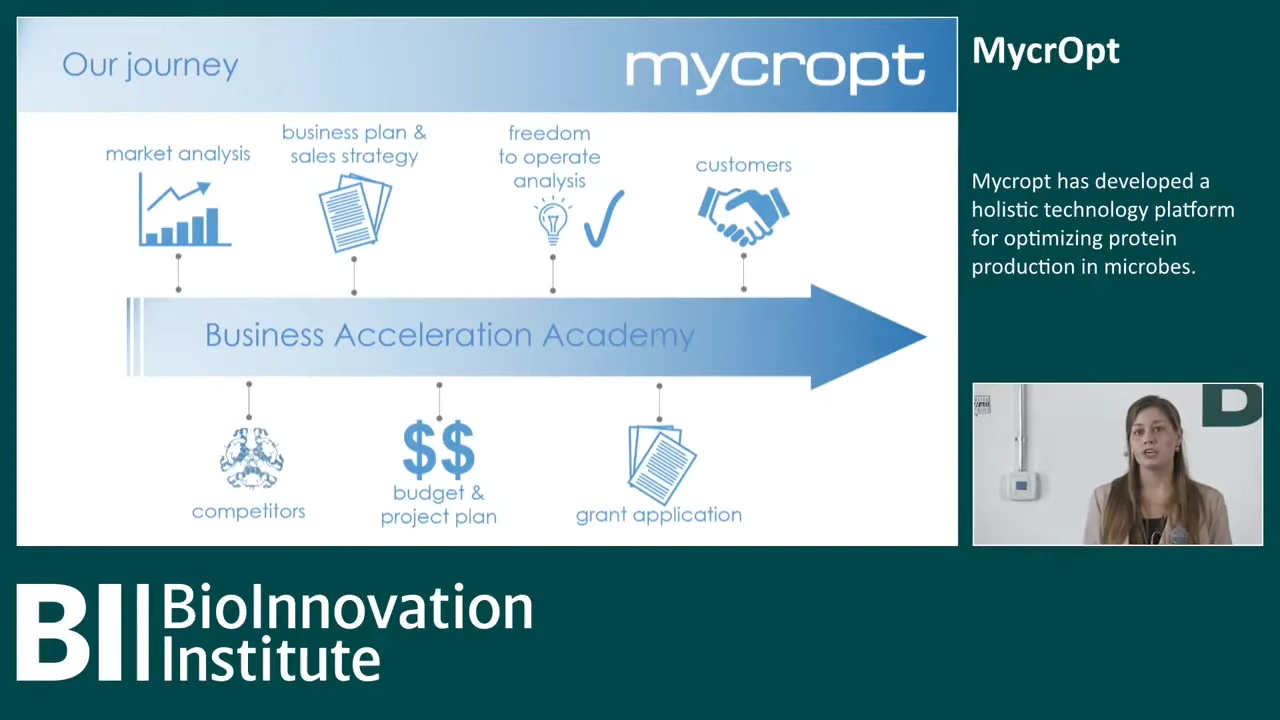 Our journey
mycropt
market analysis
business plan &
sales strategy
freedom
to operate
analysis
customers
Business Acceleration Academy
competitors
$$
budget &
project plan
grant application
MycrOpt
Mycropt has developed a
holistic technology platform
for optimizing protein
production in microbes.
B
BII
BioInnovation
Institute